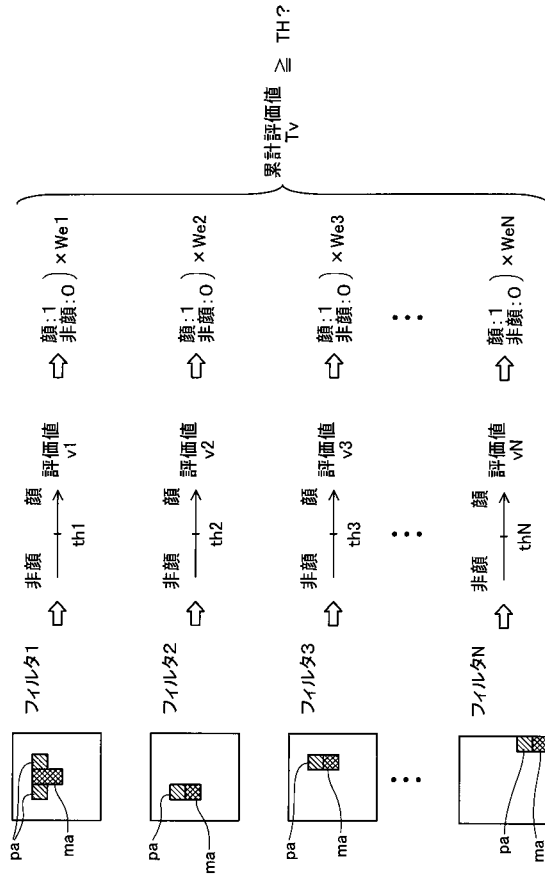 フィルタ1
pa
ma
非顔 顔
th1
評価値
v1
顔:1
非顔:0
) ×We1
フィルタ2
pa
ma
非顔 顔
th2
評価値
v2
顔:1
非顔:0
) ×We2
フィルタ3
pa
ma
非顔 顔
th3
評価値
v3
顔:1
非顔:0
) ×We3
フィルタN
pa
ma
非顔 顔
thN
評価値
vN
顔:1
非顔:0
) ×WeN
累計評価値
Tv
≧ TH?